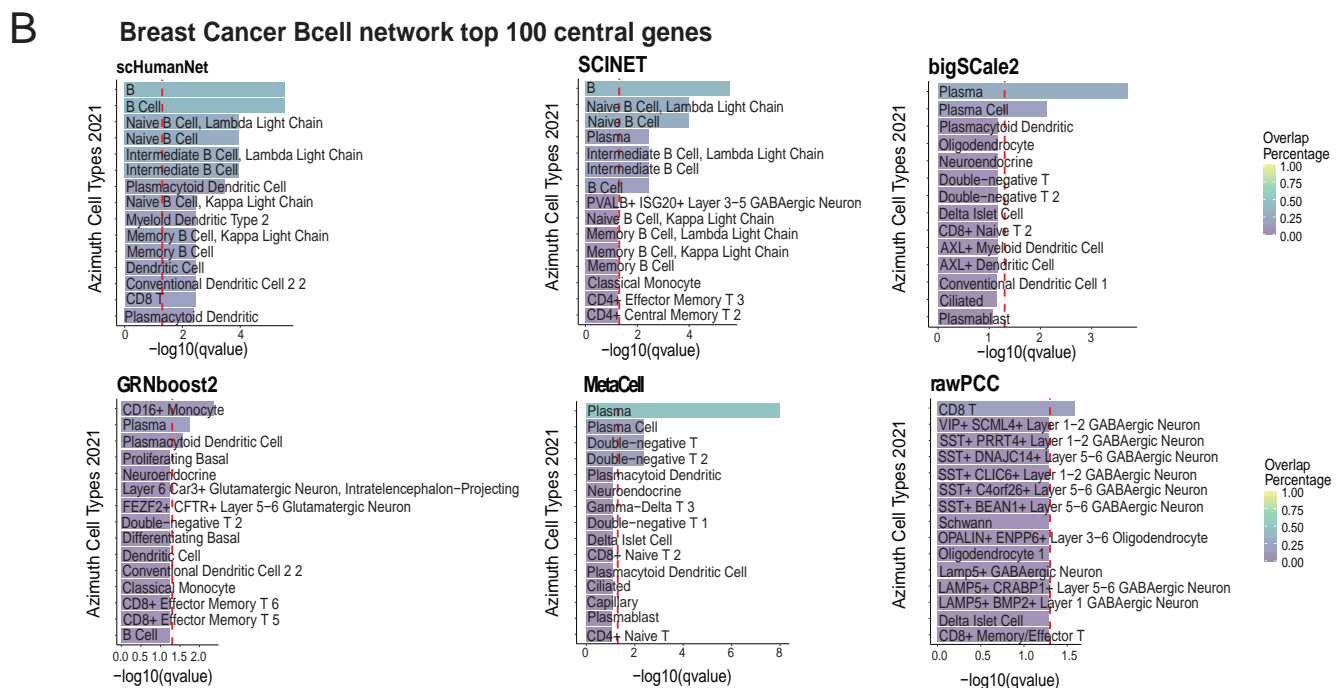 B
Breast Cancer Bcell network top 100 central genes
scHumanNet
Azimuth Cell Types 2021
B
B Cell
Naive B Cell, Lambda Light Chain
Naive B Cell
Intermediate B Cell, Lambda Light Chain
Intermediate B Cell
Plasmacytoid Dendritic Cell
Naive B Cell, Kappa Light Chain
Myeloid Dendritic Type 2
Memory B Cell, Kappa Light Chain
Memory B Cell
Dendritic Cell
Conventional Dendritic Cell 2 2
CD8 T
Plasmacytoid Dendritic
0 2 4
−log10(qvalue)
SCINET
Azimuth Cell Types 2021
B
Naive B Cell, Lambda Light Chain
Naive B Cell
Plasma
Intermediate B Cell, Lambda Light Chain
Intermediate B Cell
B Cell
PVALB+ ISG20+ Layer 3−5 GABAergic Neuron
Naive B Cell, Kappa Light Chain
Memory B Cell, Lambda Light Chain
Memory B Cell, Kappa Light Chain
Memory B Cell
Classical Monocyte
CD4+ Effector Memory T 3
CD4+ Central Memory T 2
0 2 4
−log10(qvalue)
bigSCale2
Azimuth Cell Types 2021
Plasma
Plasma Cell
Plasmacytoid Dendritic
Oligodendrocyte
Neuroendocrine
Double−negative T
Double−negative T 2
Delta Islet Cell
CD8+ Naive T 2
AXL+ Myeloid Dendritic Cell
AXL+ Dendritic Cell
Conventional Dendritic Cell 1
Ciliated
Plasmablast
0 1 2 3
−log10(qvalue)
Overlap
Percentage
1.00
0.75
0.50
0.25
0.00
GRNboost2
Azimuth Cell Types 2021
CD16+ Monocyte
Plasma
Plasmacytoid Dendritic Cell
Proliferating Basal
Neuroendocrine
Layer 6 Car3+ Glutamatergic Neuron, Intratelencephalon−Projecting
FEZF2+ CFTR+ Layer 5−6 Glutamatergic Neuron
Double−negative T 2
Differentiating Basal
Dendritic Cell
Conventional Dendritic Cell 2 2
Classical Monocyte
CD8+ Effector Memory T 6
CD8+ Effector Memory T 5
B Cell
0.0 0.5 1.0 1.5 2.0
−log10(qvalue)
MetaCell
Azimuth Cell Types 2021
Plasma
Plasma Cell
Double−negative T
Double−negative T 2
Plasmacytoid Dendritic
Neuroendocrine
Gamma−Delta T 3
Double−negative T 1
Delta Islet Cell
CD8+ Naive T 2
Plasmacytoid Dendritic Cell
Ciliated
Capillary
Plasmablast
CD4+ Naive T
0 2 4 6 8
−log10(qvalue)
rawPCC
Azimuth Cell Types 2021
CD8 T
VIP+ SCML4+ Layer 1−2 GABAergic Neuron
SST+ PRRT4+ Layer 1−2 GABAergic Neuron
SST+ DNAJC14+ Layer 5−6 GABAergic Neuron
SST+ CLIC6+ Layer 1−2 GABAergic Neuron
SST+ C4orf26+ Layer 5−6 GABAergic Neuron
SST+ BEAN1+ Layer 5−6 GABAergic Neuron
Schwann
OPALIN+ ENPP6+ Layer 3−6 Oligodendrocyte
Oligodendrocyte 1
Lamp5+ GABAergic Neuron
LAMP5+ CRABP1+ Layer 5−6 GABAergic Neuron
LAMP5+ BMP2+ Layer 1 GABAergic Neuron
Delta Islet Cell
CD8+ Memory/Effector T
0.0 0.5 1.0 1.5
−log10(qvalue)
Overlap
Percentage
1.00
0.75
0.50
0.25
0.00